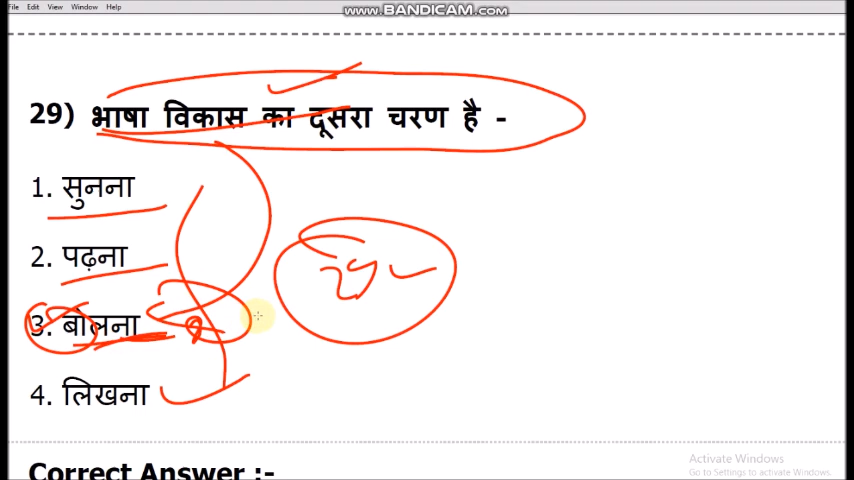 File Edit View Window Help
www.BANDICAM.com
29) भाषा विकास का दूसरा चरण है -
1. सुनना
2. पढ़ना
3. बोलना
4. लिखना
Correct Answer :-
Activate Windows
Go to Settings to activate Windows.